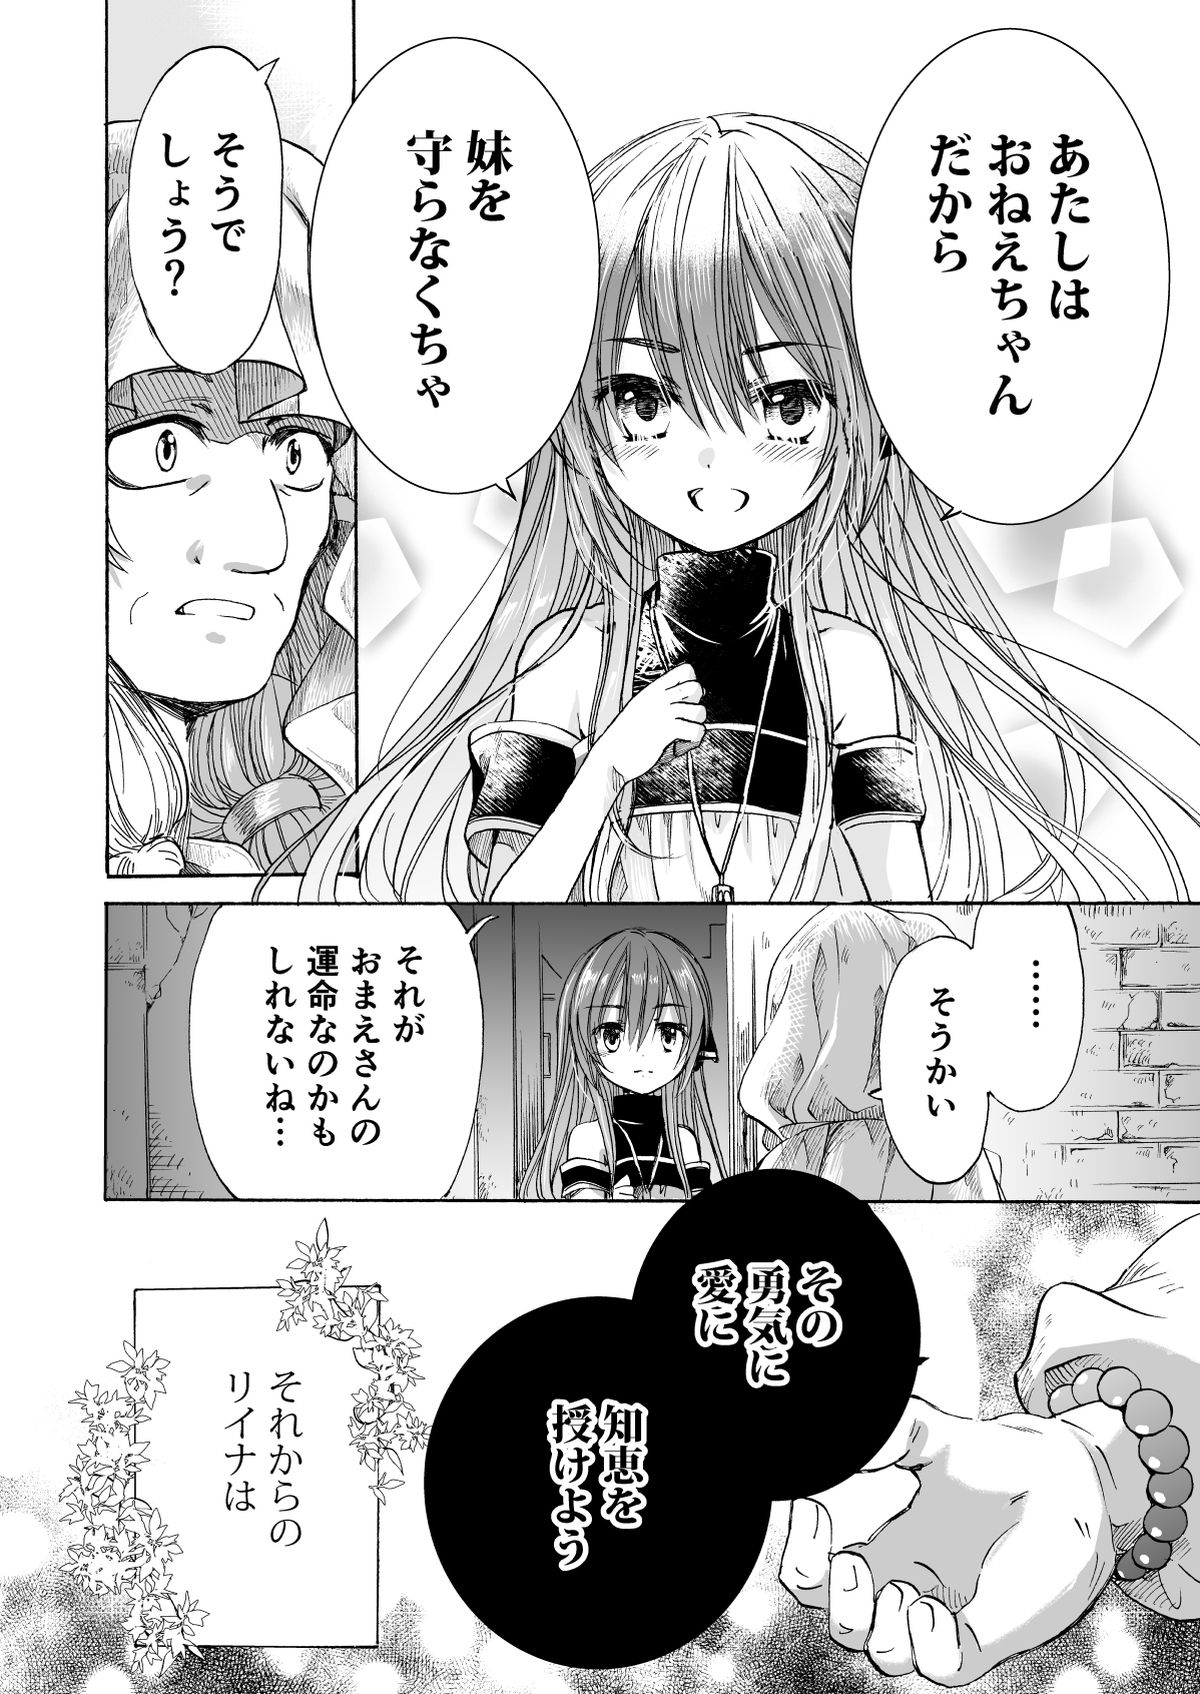 あたしは
おねえちゃん
だから
妹を
守らなくちゃ
そうで
しょう?
……
そうかい
それが
おまえさんの
運命なのかも
しれないね…
その
勇気に
愛に
知恵を
授けよう
それからの
リイナは